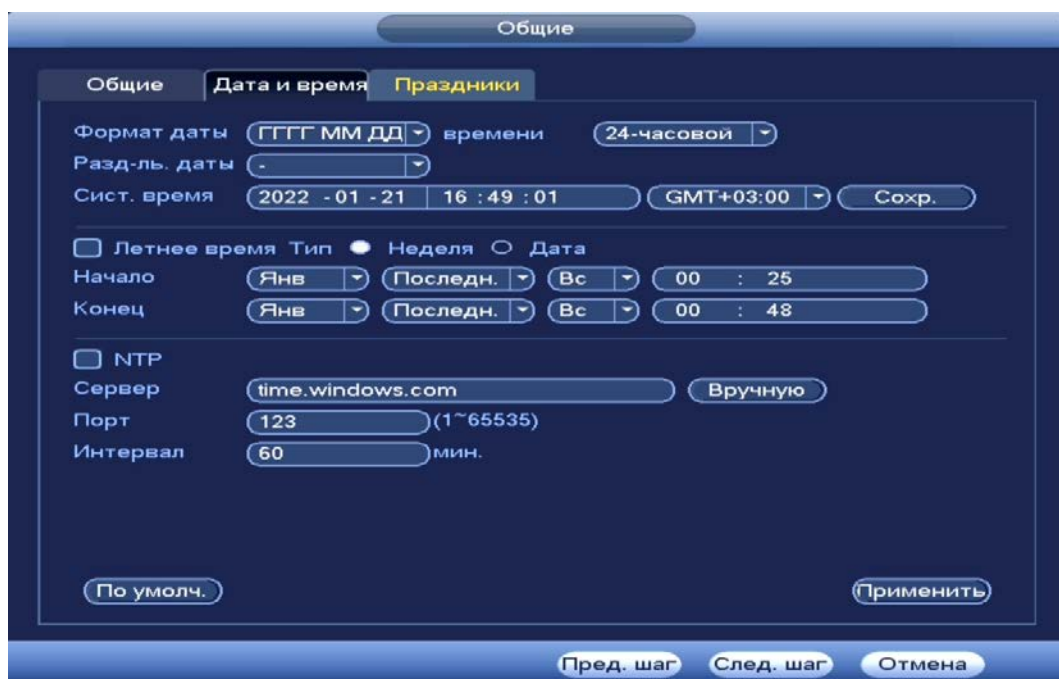 Общие
Общие Дата и время Праздники
Формат даты ГГГГ ММ ДД времени 24-часовой
Разд-ль. даты -
Сист. время 2022 - 01 - 21 16 : 49 : 01 GMT+03:00 Сохр.
Летнее время Тип Неделя Дата
Начало Янв Последн. Вс 00 : 25
Конец Янв Последн. Вс 00 : 48
NTP
Сервер time.windows.com Вручную
Порт 123 (1~65535)
Интервал 60 мин.
По умолч. Применить
Пред. шаг След. шаг Отмена